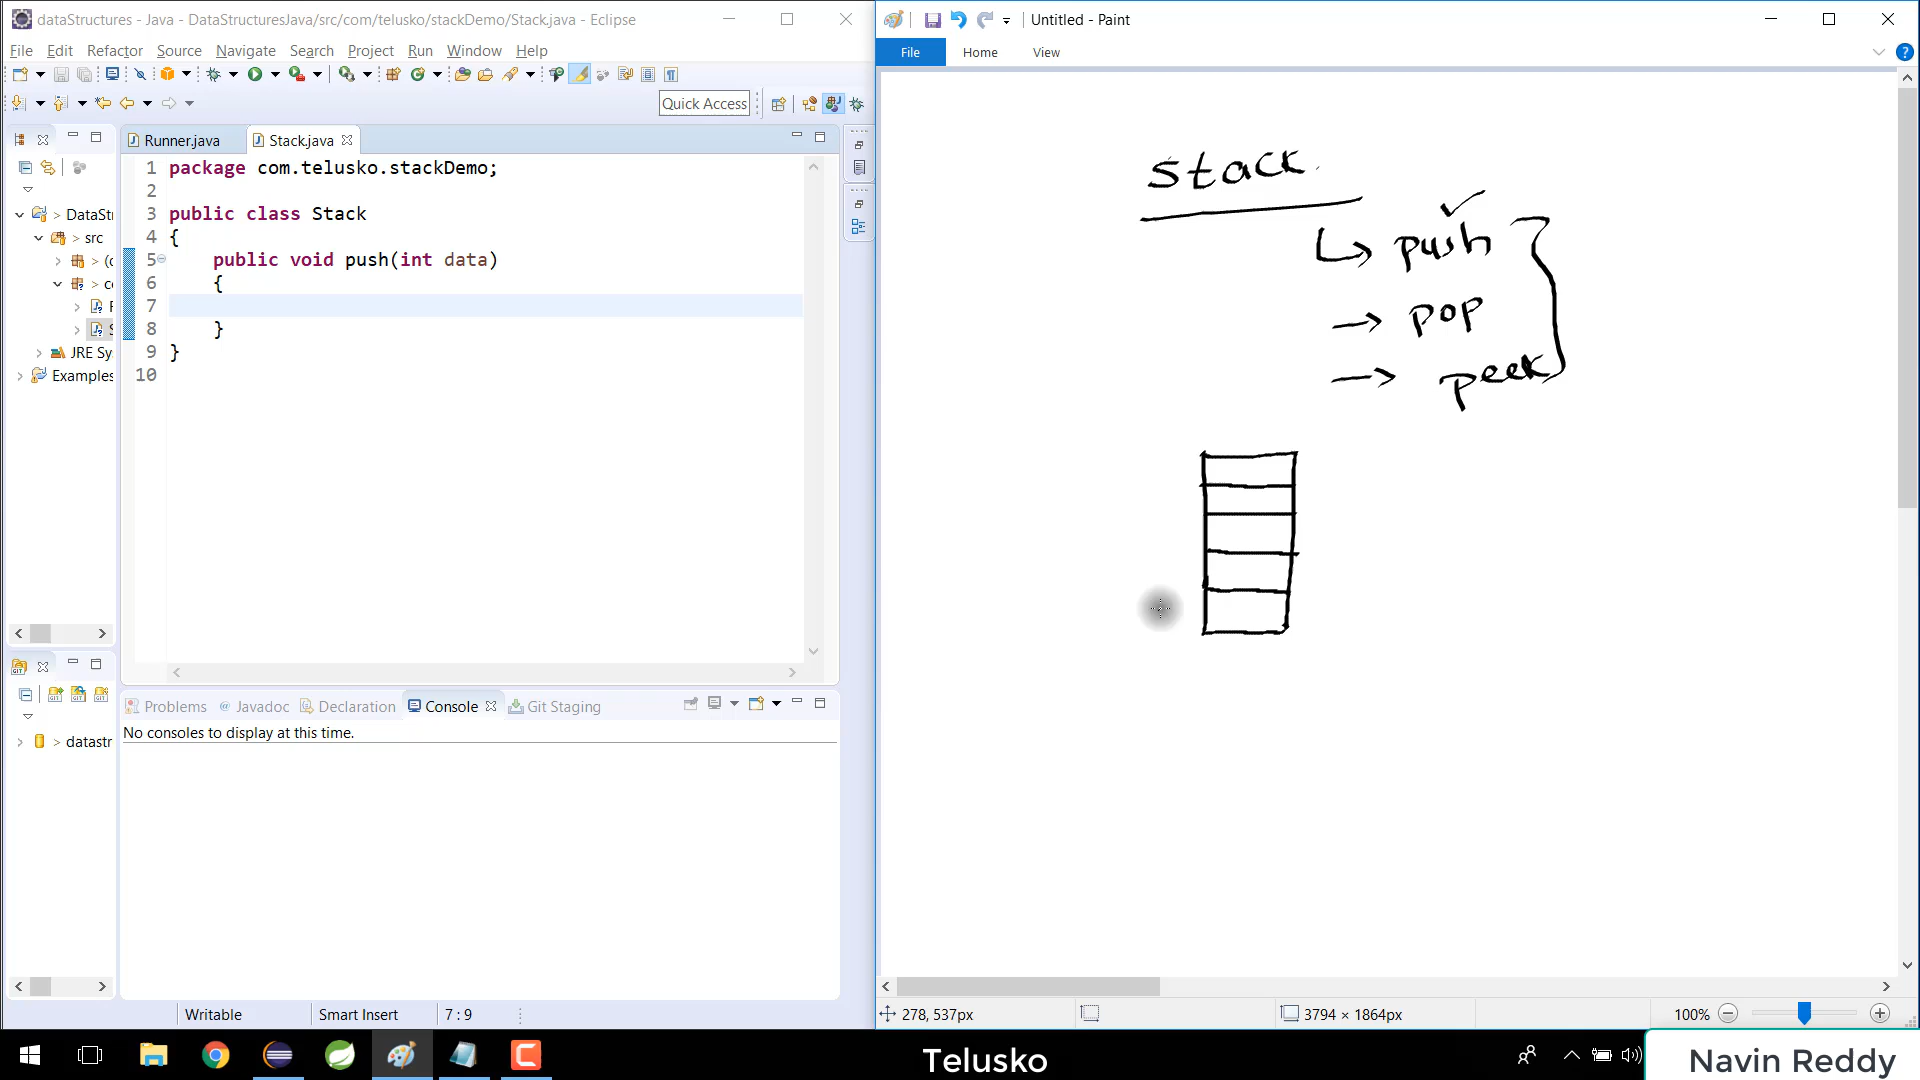 dataStructures - Java - DataStructuresJava/src/com/telusko/stackDemo/Stack.java - Eclipse
File Edit Refactor Source Navigate Search Project Run Window Help
Quick Access
Runner.java Stack.java
1 package com.telusko.stackDemo;
2
3 public class Stack
4 {
5 public void push(int data)
6 {
7
8 }
9 }
10
> DataStr
> src
> (
> c
JRE Sy
Examples
> datastr
Problems @ Javadoc Declaration Console Git Staging
No consoles to display at this time.
Writable Smart Insert 7 : 9
Untitled - Paint
File Home View
stack
push
pop
peek
278, 537px 3794 × 1864px 100%
Telusko
Navin Reddy